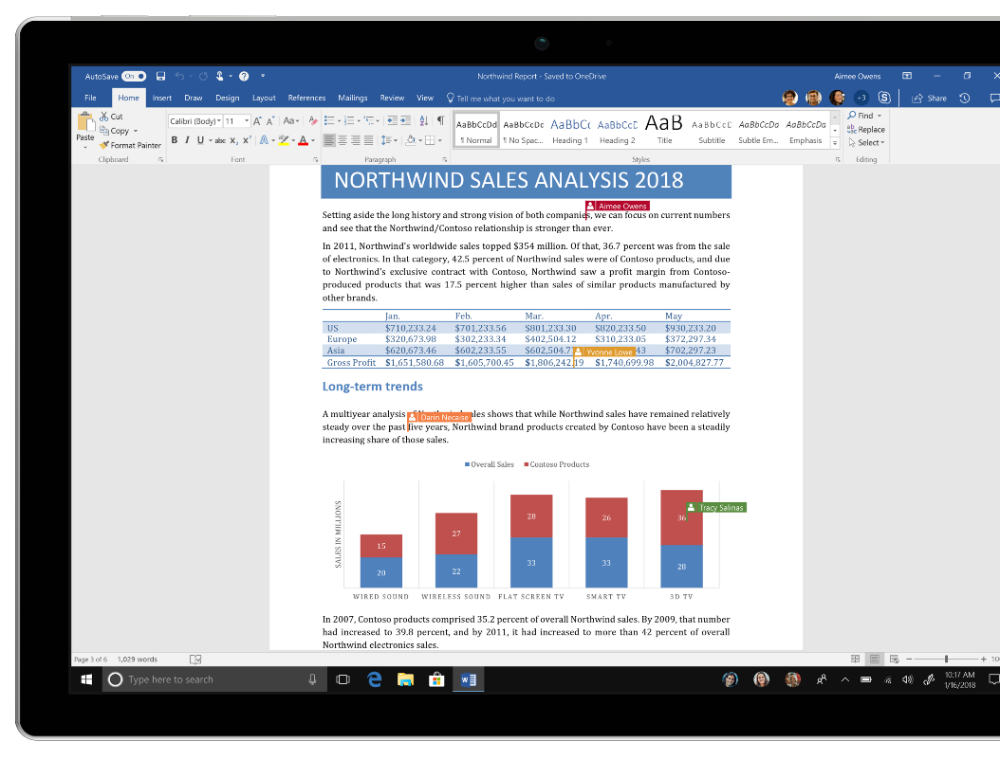 AutoSave On
Northwind Report - Saved to OneDrive
Aimee Owens
File Home Insert Draw Design Layout References Mailings Review View Tell me what you want to do
+3
Share
Paste
Cut
Copy
Format Painter
Clipboard
Calibri (Body) 11
Font
Paragraph
AaBbCcDd AaBbCcDc AaBbCc AaBbCcC AaB AaBbCcD AaBbCcDa AaBbCcDa
¶ Normal ¶ No Spac... Heading 1 Heading 2 Title Subtitle Subtle Em... Emphasis
Styles
Find
Replace
Select
Editing
NORTHWIND SALES ANALYSIS 2018
Aimee Owens
Setting aside the long history and strong vision of both companies, we can focus on current numbers
and see that the Northwind/Contoso relationship is stronger than ever.
In 2011, Northwind's worldwide sales topped $354 million. Of that, 36.7 percent was from the sale
of electronics. In that category, 42.5 percent of Northwind sales were of Contoso products, and due
to Northwind's exclusive contract with Contoso, Northwind saw a profit margin from Contoso-
produced products that was 17.5 percent higher than sales of similar products manufactured by
other brands.
Jan. Feb. Mar. Apr. May
US $710,233.24 $701,233.56 $801,233.30 $820,233.50 $930,233.20
Europe $320,673.98 $302,233.34 $402,504.12 $310,233.05 $372,297.34
Asia $620,673.46 $602,233.55 $602,504.7 43 $702,297.23
Yvonne Lowe
Gross Profit $1,651,580.68 $1,605,700.45 $1,806,242.19 $1,740,699.98 $2,004,827.77
Long-term trends
A multiyear analysis of Northwind sales shows that while Northwind sales have remained relatively
Darin Necaise
steady over the past five years, Northwind brand products created by Contoso have been a steadily
increasing share of those sales.
Overall Sales Contoso Products
SALES IN MILLIONS
15 27 28 26 36
Tracy Salinas
20 22 33 33 28
WIRED SOUND WIRELESS SOUND FLAT SCREEN TV SMART TV 3D TV
In 2007, Contoso products comprised 35.2 percent of overall Northwind sales. By 2009, that number
had increased to 39.8 percent, and by 2011, it had increased to more than 42 percent of overall
Northwind electronics sales.
Page 3 of 6 1,029 words
Type here to search
10:17 AM
1/16/2018